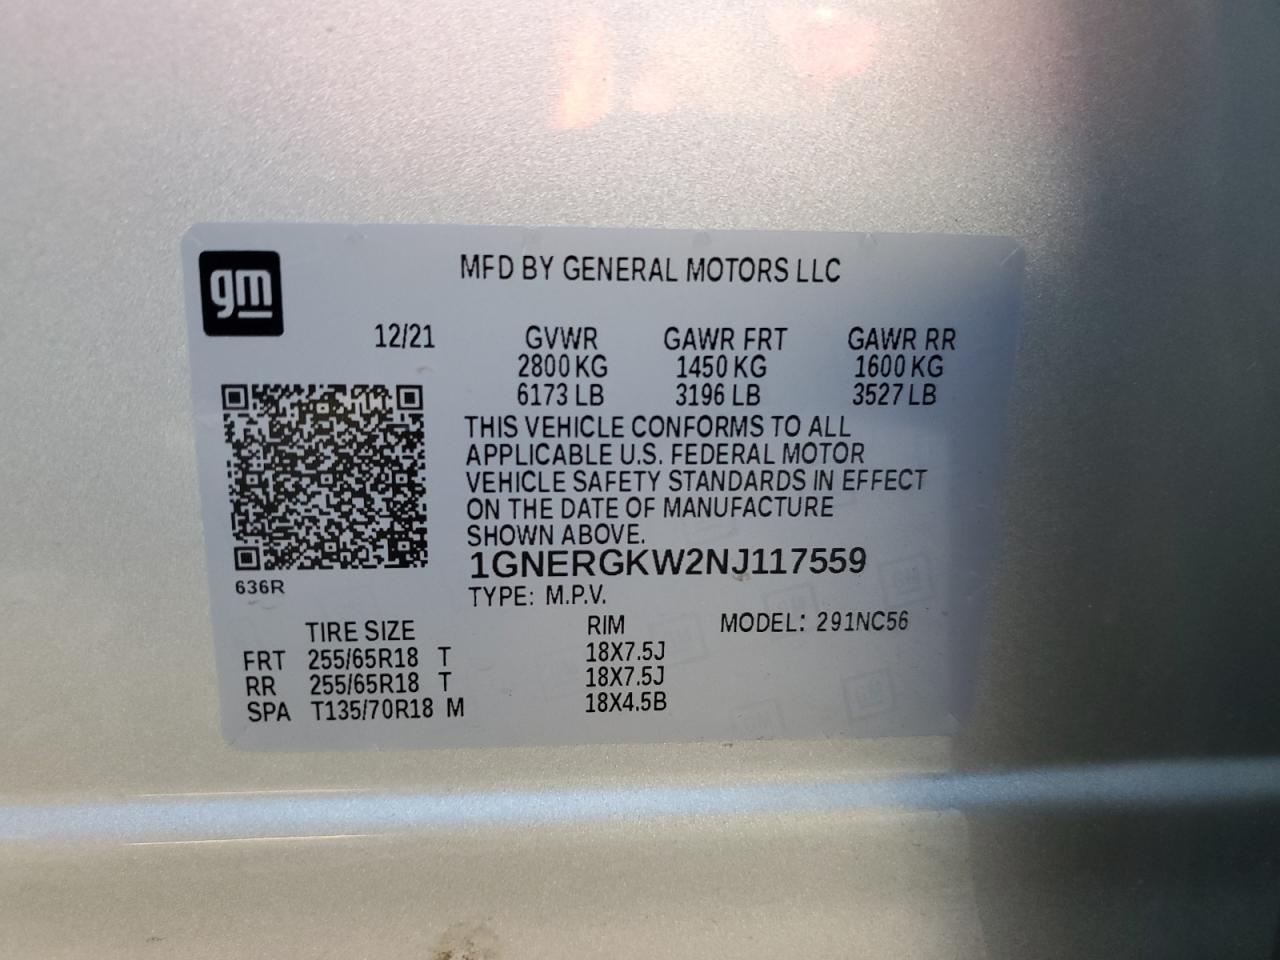 gm
MFD BY GENERAL MOTORS LLC
12/21 GVWR GAWR FRT GAWR RR
2800 KG 1450 KG 1600 KG
6173 LB 3196 LB 3527 LB
THIS VEHICLE CONFORMS TO ALL
APPLICABLE U.S. FEDERAL MOTOR
VEHICLE SAFETY STANDARDS IN EFFECT
ON THE DATE OF MANUFACTURE
SHOWN ABOVE.
1GNERGKW2NJ117559
636R
TYPE: M.P.V.
TIRE SIZE RIM MODEL: 291NC56
FRT 255/65R18 T 18X7.5J
RR 255/65R18 T 18X7.5J
SPA T135/70R18 M 18X4.5B